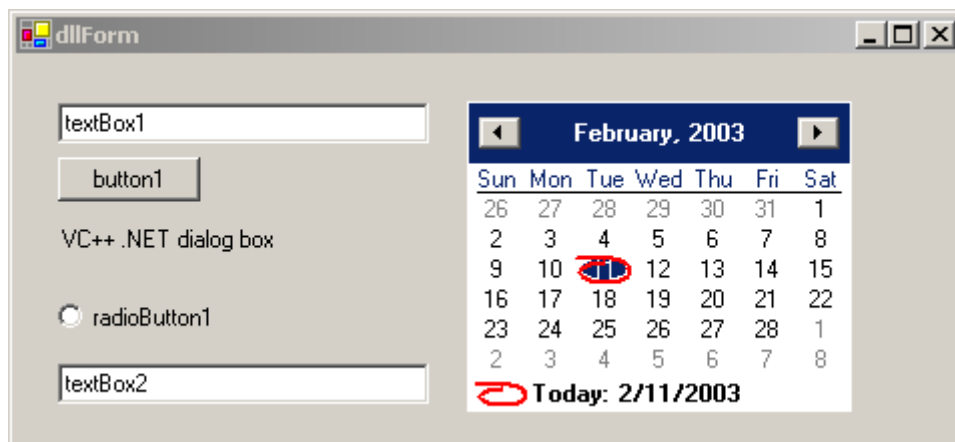 dllForm
textBox1
button1
VC++ .NET dialog box
radioButton1
textBox2
February, 2003
Sun Mon Tue Wed Thu Fri Sat
26 27 28 29 30 31 1
2 3 4 5 6 7 8
9 10 11 12 13 14 15
16 17 18 19 20 21 22
23 24 25 26 27 28 1
2 3 4 5 6 7 8
Today: 2/11/2003